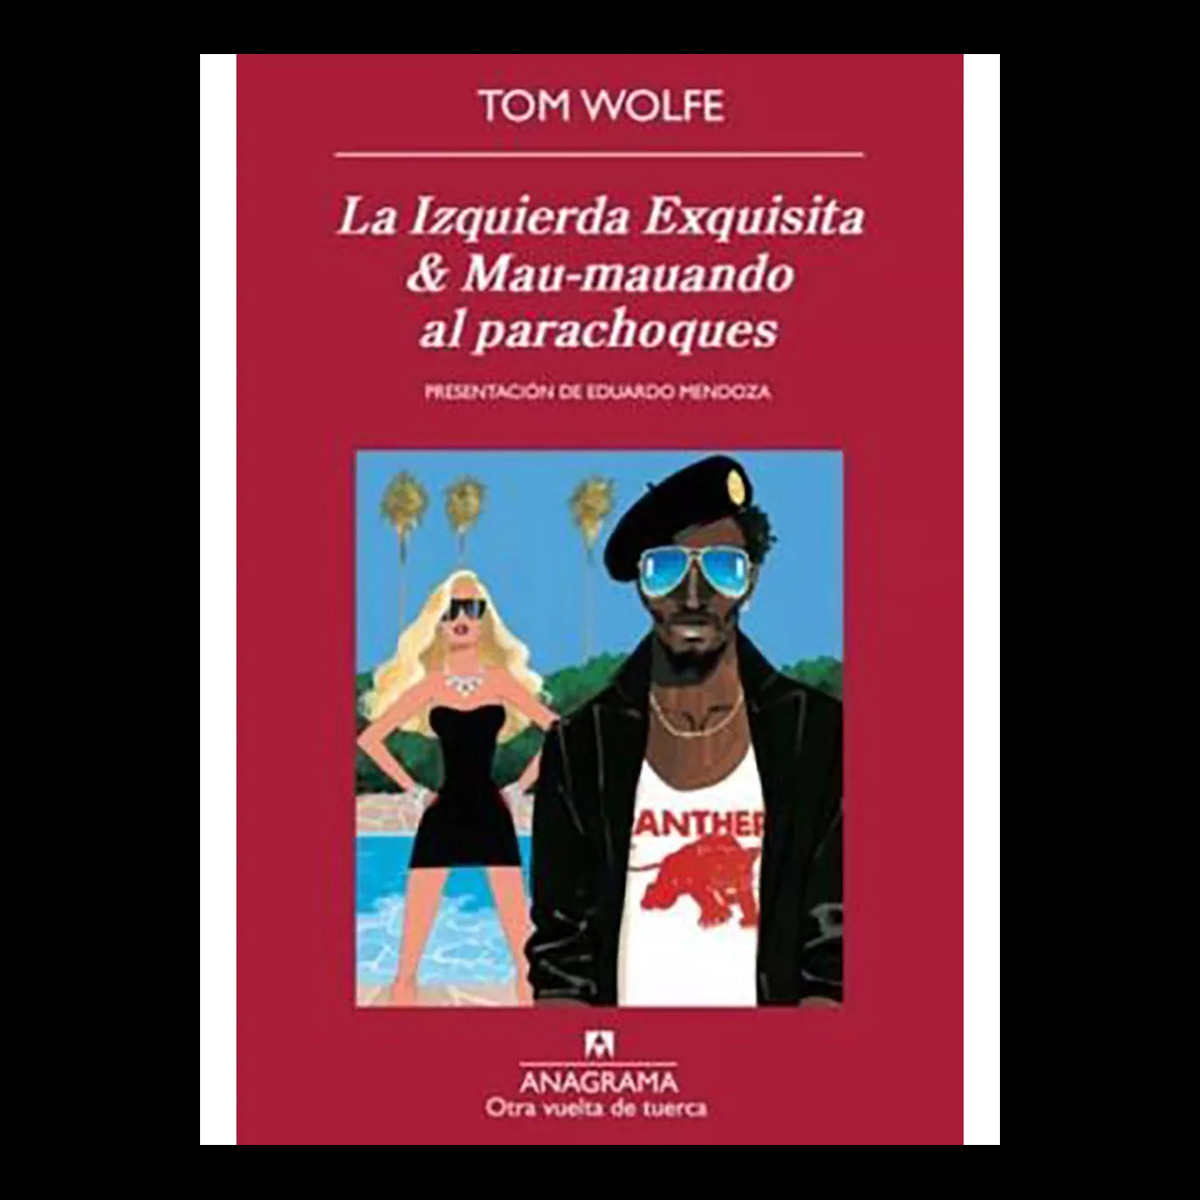 TOM WOLFE
La Izquierda Exquisita
& Mau-mauando
al parachoques
PRESENTACIÓN DE EDUARDO MENDOZA
ANTHER
ANAGRAMA
Otra vuelta de tuerca